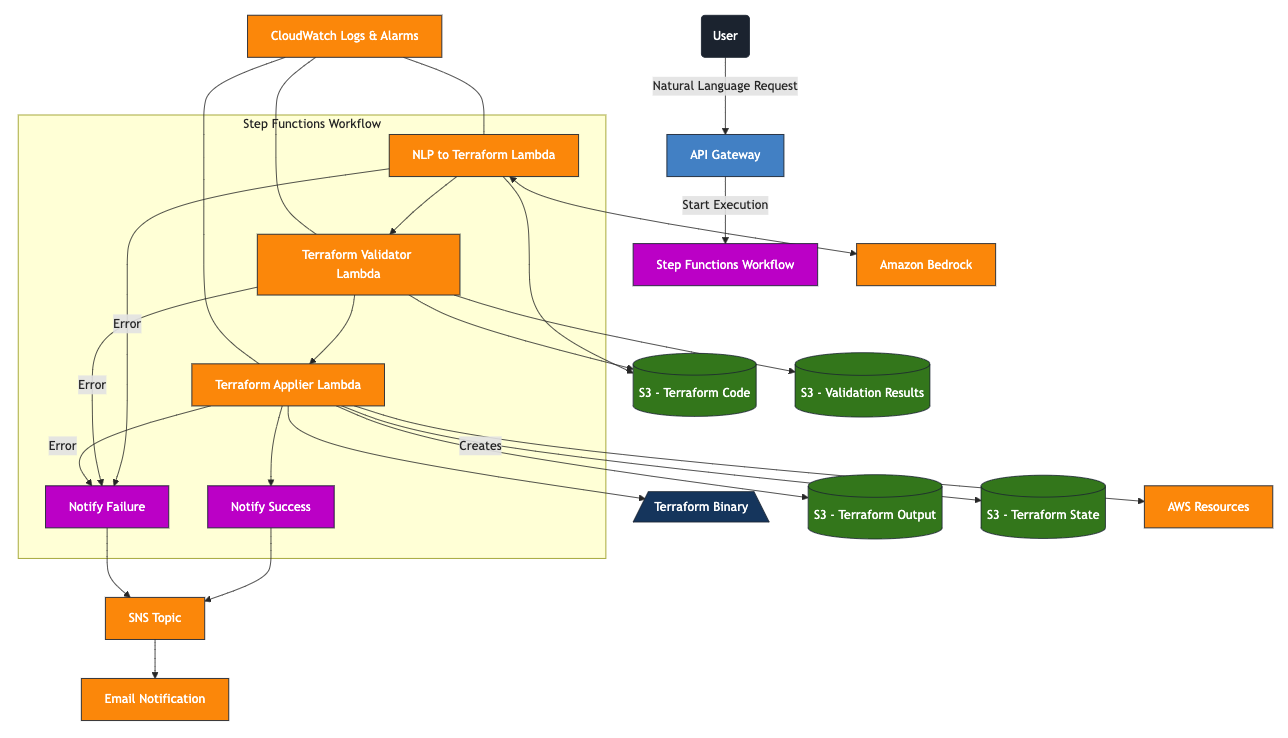 CloudWatch Logs & Alarms
User
Natural Language Request
Step Functions Workflow
NLP to Terraform Lambda
API Gateway
Start Execution
Terraform Validator
Lambda
Step Functions Workflow
Amazon Bedrock
Error
Error
Terraform Applier Lambda
S3 - Terraform Code
S3 - Validation Results
Error
Creates
Notify Failure
Notify Success
Terraform Binary
S3 - Terraform Output
S3 - Terraform State
AWS Resources
SNS Topic
Email Notification